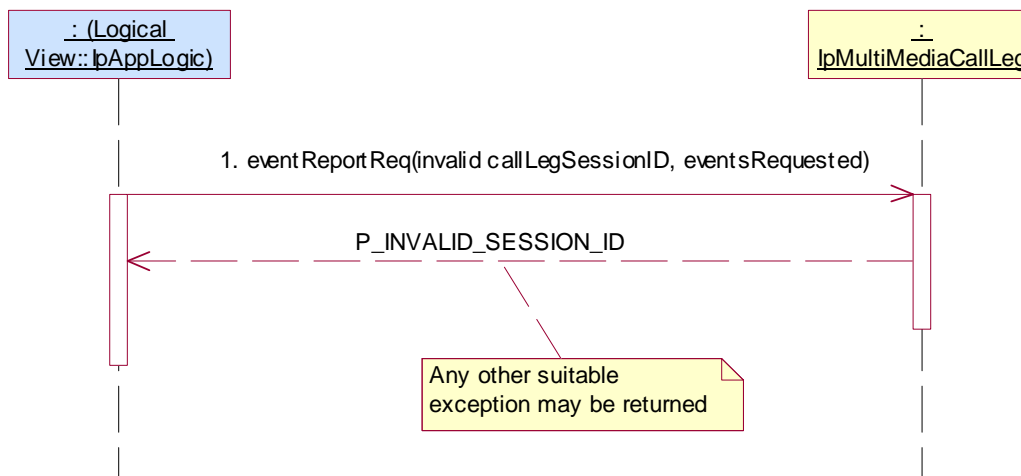 : (Logical
View::IpAppLogic)
:
IpMultiMediaCallLeg
1. eventReportReq(invalid callLegSessionID, eventsRequested)
P_INVALID_SESSION_ID
Any other suitable
exception may be returned